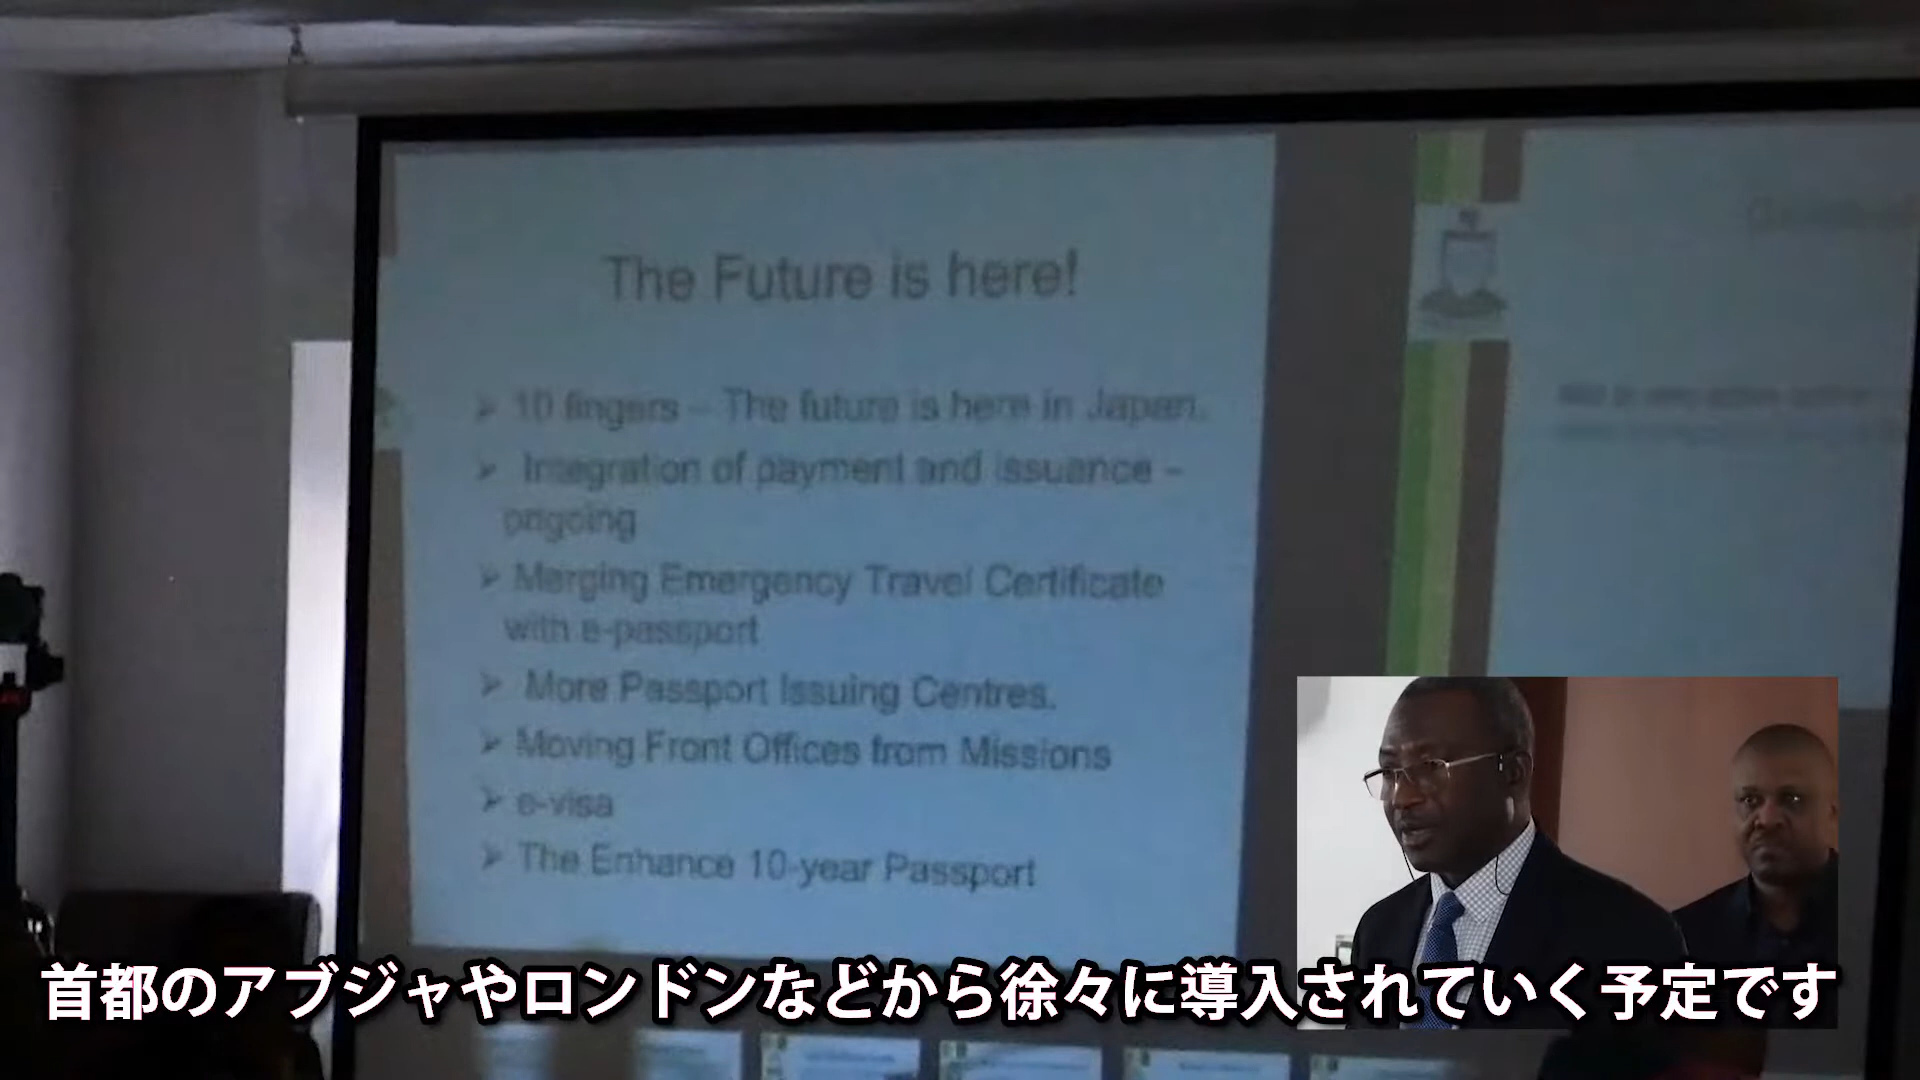 The Future is here!
10 fingers – The future is here in Japan.
Integration of payment and issuance –
ongoing
Merging Emergency Travel Certificate
with e-passport
More Passport Issuing Centres.
Moving Front Offices from Missions
e-visa
The Enhance 10-year Passport
首都のアブジャやロンドンなどから徐々に導入されていく予定です